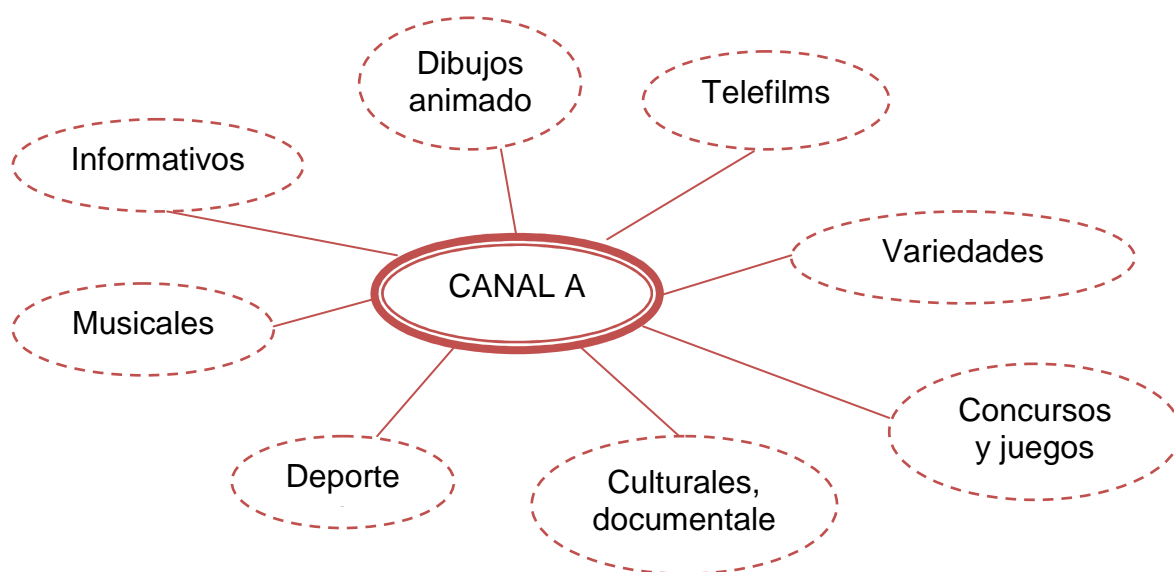 Dibujos
animado
Telefilms
Informativos
Variedades
CANAL A
Musicales
Concursos
y juegos
Deporte
Culturales,
documentale